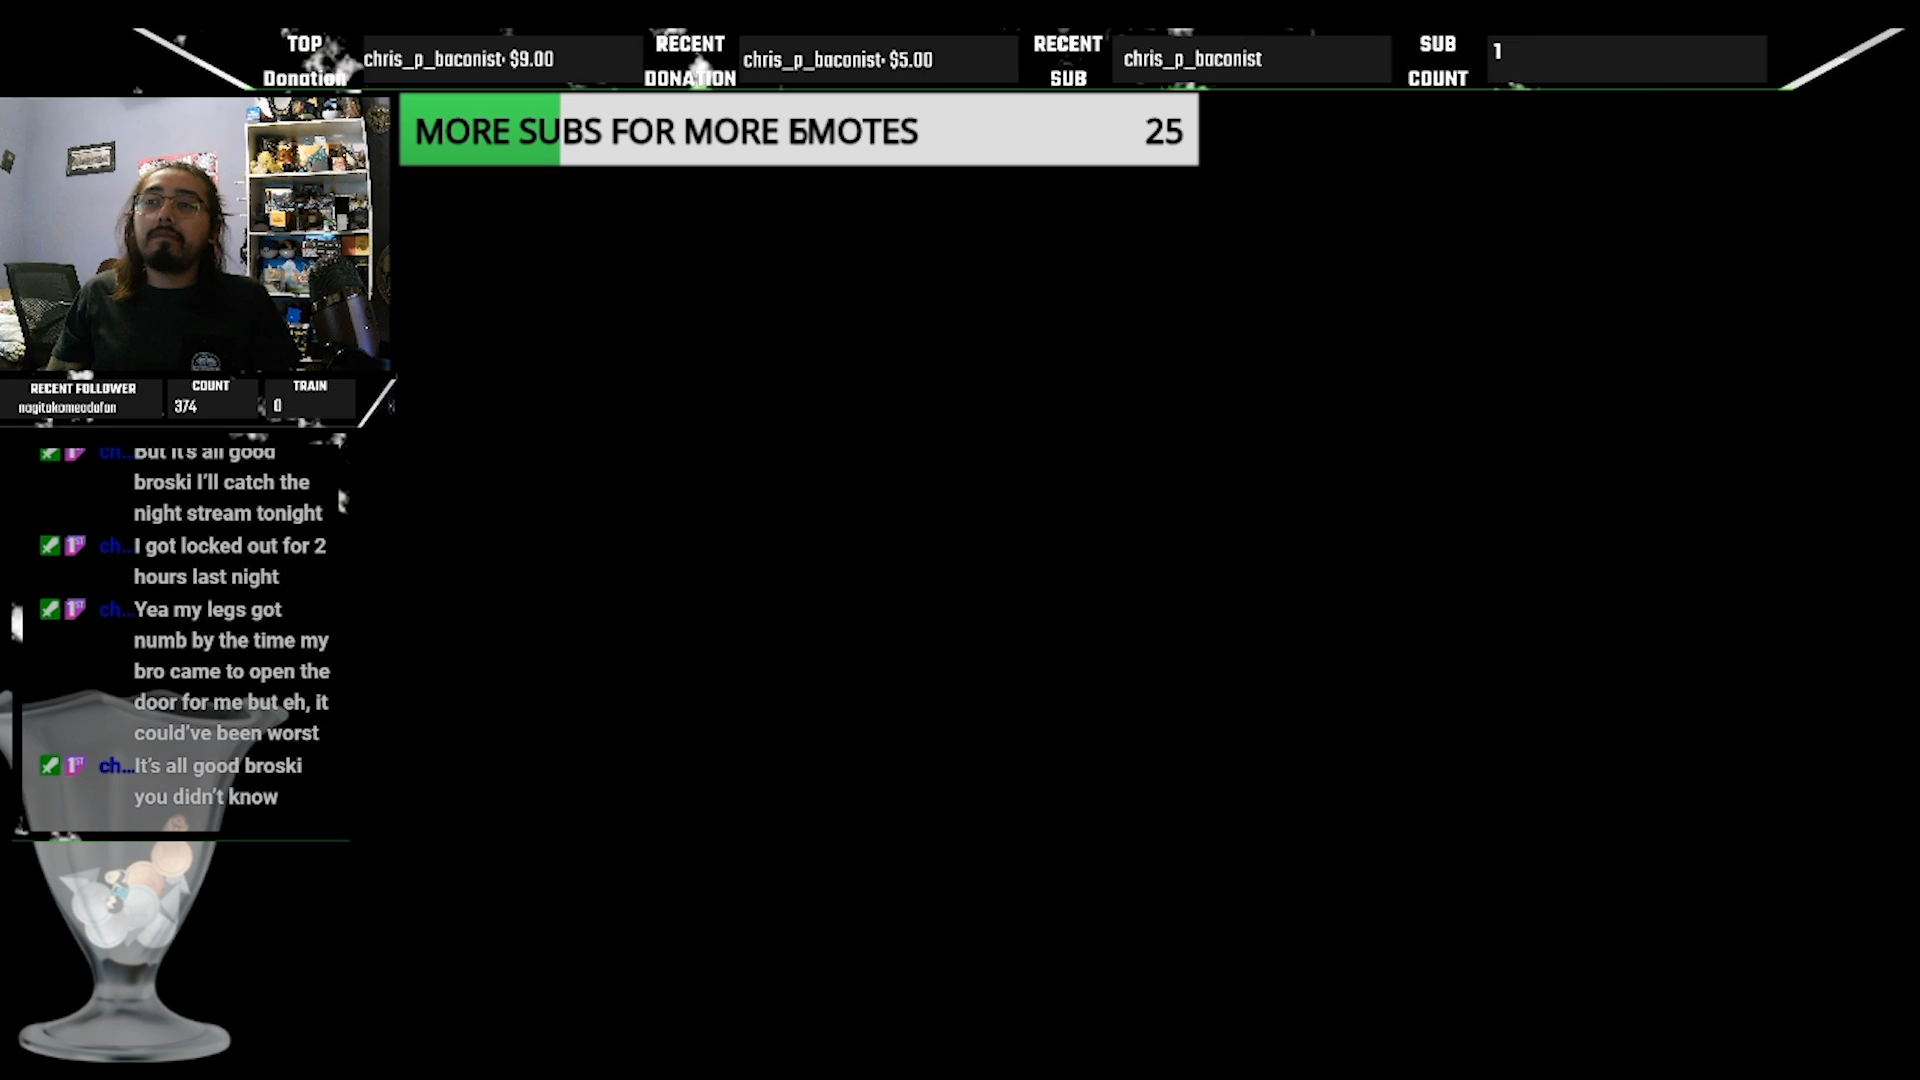 TOP
Donation
chris_p_baconist: $9.00
RECENT
DONATION
chris_p_baconist: $5.00
RECENT
SUB
chris_p_baconist
SUB
COUNT
1
MORE SUBS FOR MORE EMOTES
25
RECENT FOLLOWER
nagitokomeadafan
COUNT
374
TRAIN
0
ch... But it's all good
broski I'll catch the
night stream tonight
ch... I got locked out for 2
hours last night
ch... Yea my legs got
numb by the time my
bro came to open the
door for me but eh, it
could've been worst
ch... It's all good broski
you didn't know